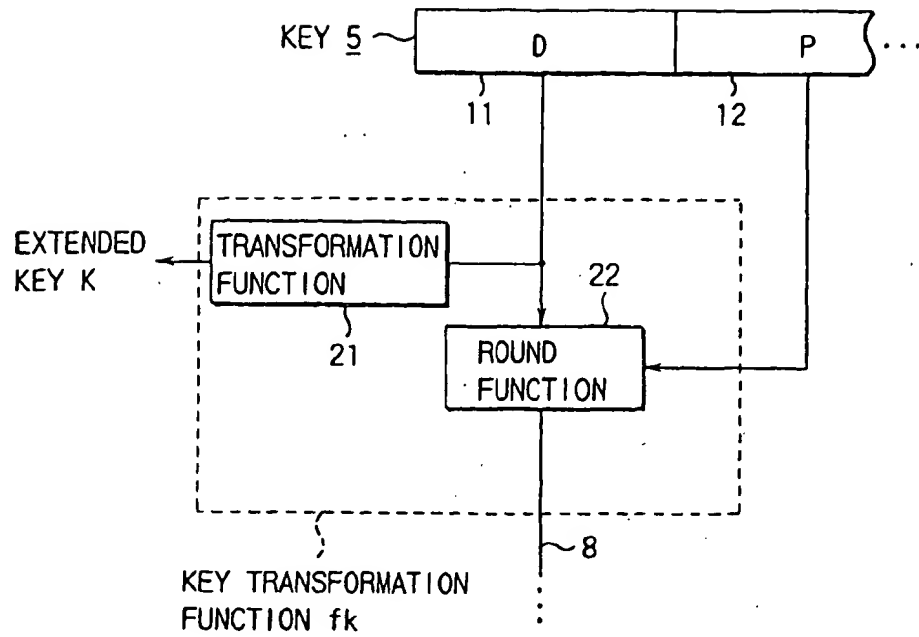 KEY 5
D
P
...
11
12
EXTENDED
KEY K
TRANSFORMATION
FUNCTION
21
22
ROUND
FUNCTION
8
KEY TRANSFORMATION
FUNCTION fk